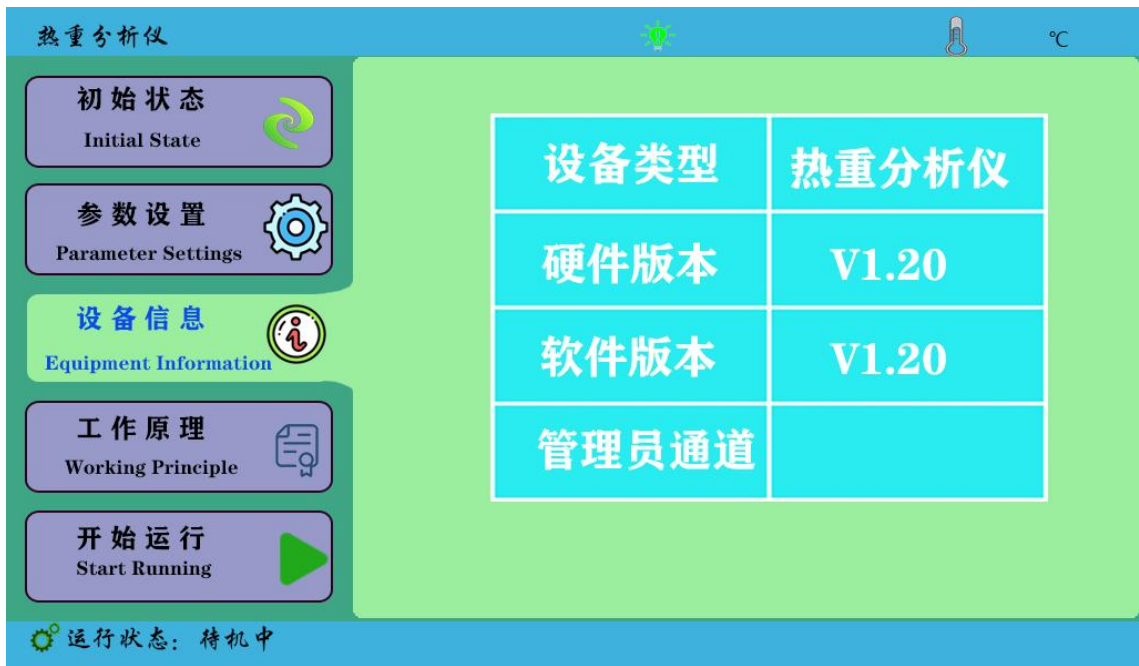 热重分析仪
℃
初始状态
Initial State
参数设置
Parameter Settings
设备信息
Equipment Information
工作原理
Working Principle
开始运行
Start Running
设备类型 热重分析仪
硬件版本 V1.20
软件版本 V1.20
管理员通道
运行状态：待机中